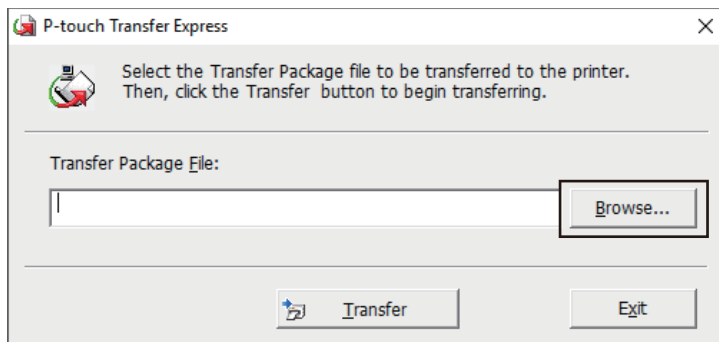 P-touch Transfer Express
Select the Transfer Package file to be transferred to the printer.
Then, click the Transfer button to begin transferring.
Transfer Package File:
Browse...
Transfer
Exit